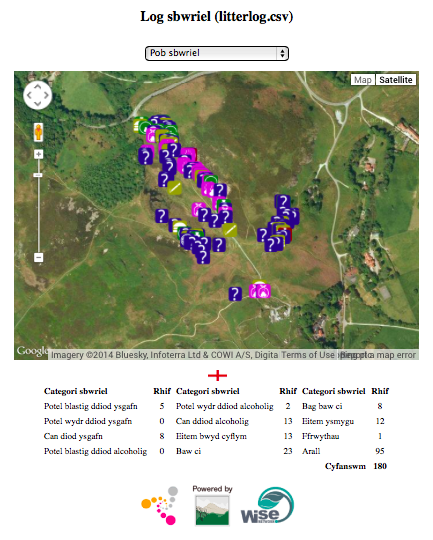 Log sbwriel (litterlog.csv)
Pob sbwriel
Map Satellite
Google Imagery ©2014 Bluesky, Infoterra Ltd & COWI A/S, Digita Terms of Use a map error
Categori sbwriel Rhif Categori sbwriel Rhif Categori sbwriel Rhif
Potel blastig ddiod ysgafn 5 Potel wydr ddiod alcoholig 2 Bag baw ci 8
Potel wydr ddiod ysgafn 0 Can ddiod alcoholig 13 Eitem ysmygu 12
Can diod ysgafn 8 Eitem bwyd cyflym 13 Ffrwythau 1
Potel blastig ddiod alcoholig 0 Baw ci 23 Arall 95
Cyfanswm 180
Powered by
WiSe